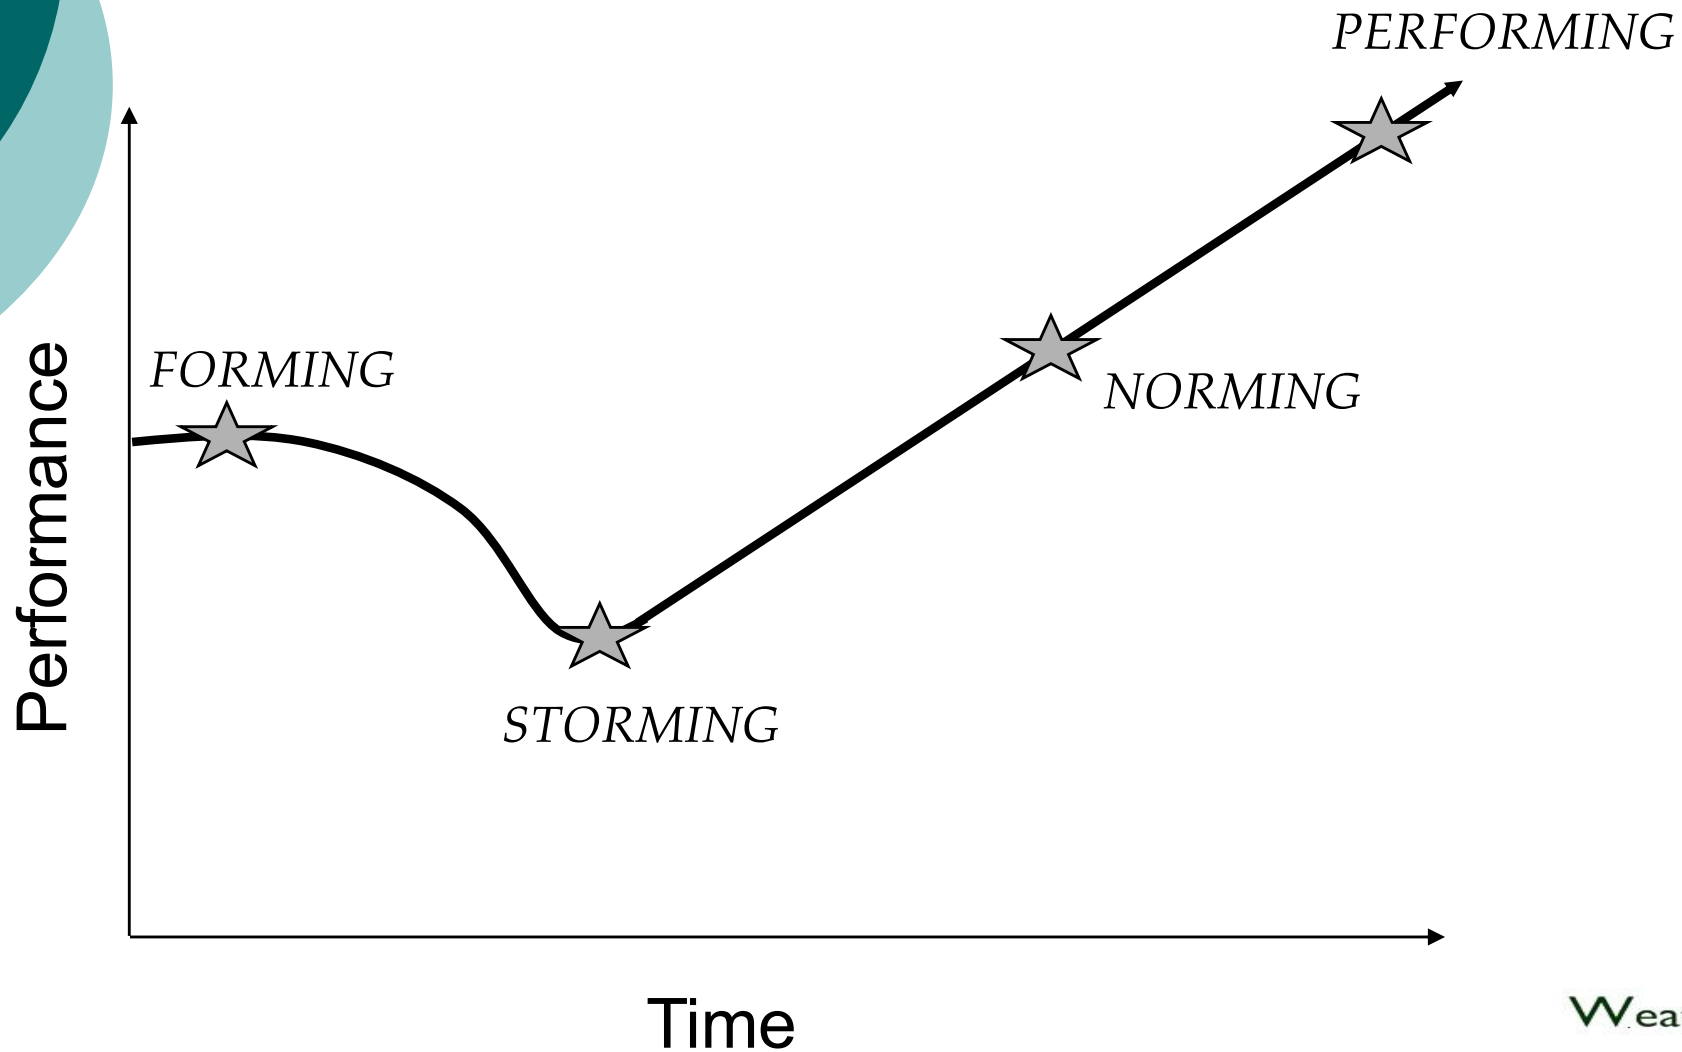 PERFORMING
FORMING
NORMING
STORMING
Performance
Time